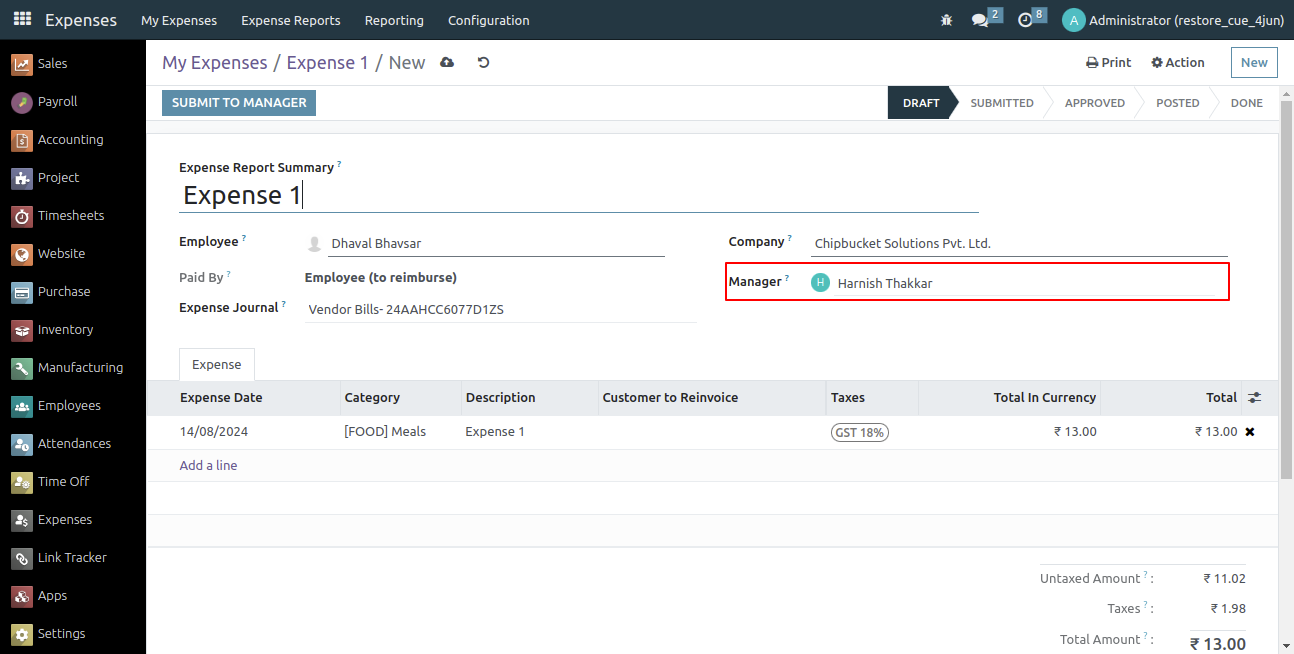 Expenses My Expenses Expense Reports Reporting Configuration 2 8 A Administrator (restore_cue_4jun)
Sales
Payroll
Accounting
Project
Timesheets
Website
Purchase
Inventory
Manufacturing
Employees
Attendances
Time Off
Expenses
Link Tracker
Apps
Settings
My Expenses / Expense 1 / New Print Action New
SUBMIT TO MANAGER DRAFT SUBMITTED APPROVED POSTED DONE
Expense Report Summary ?
Expense 1
Employee ? Dhaval Bhavsar
Paid By ? Employee (to reimburse)
Expense Journal ? Vendor Bills- 24AAHCC6077D1ZS
Company ? Chipbucket Solutions Pvt. Ltd.
Manager ? H Harnish Thakkar
Expense
Expense Date Category Description Customer to Reinvoice Taxes Total In Currency Total
14/08/2024 [FOOD] Meals Expense 1 GST 18% ₹ 13.00 ₹ 13.00
Add a line
Untaxed Amount ? : ₹ 11.02
Taxes ? : ₹ 1.98
Total Amount ? : ₹ 13.00